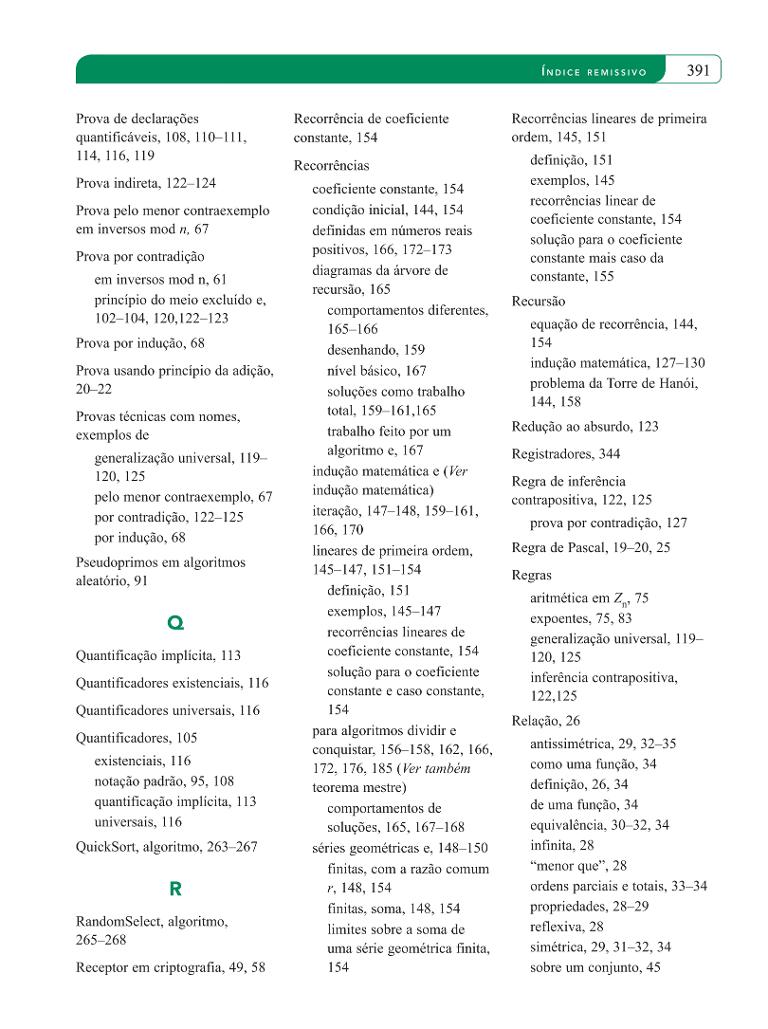 ÍNDICE REMISSIVO 391
Prova de declarações
quantificáveis, 108, 110–111,
114, 116, 119
Prova indireta, 122–124
Prova pelo menor contraexemplo
em inversos mod n, 67
Prova por contradição
em inversos mod n, 61
princípio do meio excluído e,
102–104, 120,122–123
Prova por indução, 68
Prova usando princípio da adição,
20–22
Provas técnicas com nomes,
exemplos de
generalização universal, 119–
120, 125
pelo menor contraexemplo, 67
por contradição, 122–125
por indução, 68
Pseudoprimos em algoritmos
aleatório, 91
Q
Quantificação implícita, 113
Quantificadores existenciais, 116
Quantificadores universais, 116
Quantificadores, 105
existenciais, 116
notação padrão, 95, 108
quantificação implícita, 113
universais, 116
QuickSort, algoritmo, 263–267
R
RandomSelect, algoritmo,
265–268
Receptor em criptografia, 49, 58
Recorrência de coeficiente
constante, 154
Recorrências
coeficiente constante, 154
condição inicial, 144, 154
definidas em números reais
positivos, 166, 172–173
diagramas da árvore de
recursão, 165
comportamentos diferentes,
165–166
desenhando, 159
nível básico, 167
soluções como trabalho
total, 159–161,165
trabalho feito por um
algoritmo e, 167
indução matemática e (Ver
indução matemática)
iteração, 147–148, 159–161,
166, 170
lineares de primeira ordem,
145–147, 151–154
definição, 151
exemplos, 145–147
recorrências lineares de
coeficiente constante, 154
solução para o coeficiente
constante e caso constante,
154
para algoritmos dividir e
conquistar, 156–158, 162, 166,
172, 176, 185 (Ver também
teorema mestre)
comportamentos de
soluções, 165, 167–168
séries geométricas e, 148–150
finitas, com a razão comum
r, 148, 154
finitas, soma, 148, 154
limites sobre a soma de
uma série geométrica finita,
154
Recorrências lineares de primeira
ordem, 145, 151
definição, 151
exemplos, 145
recorrências linear de
coeficiente constante, 154
solução para o coeficiente
constante mais caso da
constante, 155
Recursão
equação de recorrência, 144,
154
indução matemática, 127–130
problema da Torre de Hanói,
144, 158
Redução ao absurdo, 123
Registradores, 344
Regra de inferência
contrapositiva, 122, 125
prova por contradição, 127
Regra de Pascal, 19–20, 25
Regras
aritmética em Zn, 75
expoentes, 75, 83
generalização universal, 119–
120, 125
inferência contrapositiva,
122,125
Relação, 26
antissimétrica, 29, 32–35
como uma função, 34
definição, 26, 34
de uma função, 34
equivalência, 30–32, 34
infinita, 28
“menor que”, 28
ordens parciais e totais, 33–34
propriedades, 28–29
reflexiva, 28
simétrica, 29, 31–32, 34
sobre um conjunto, 45